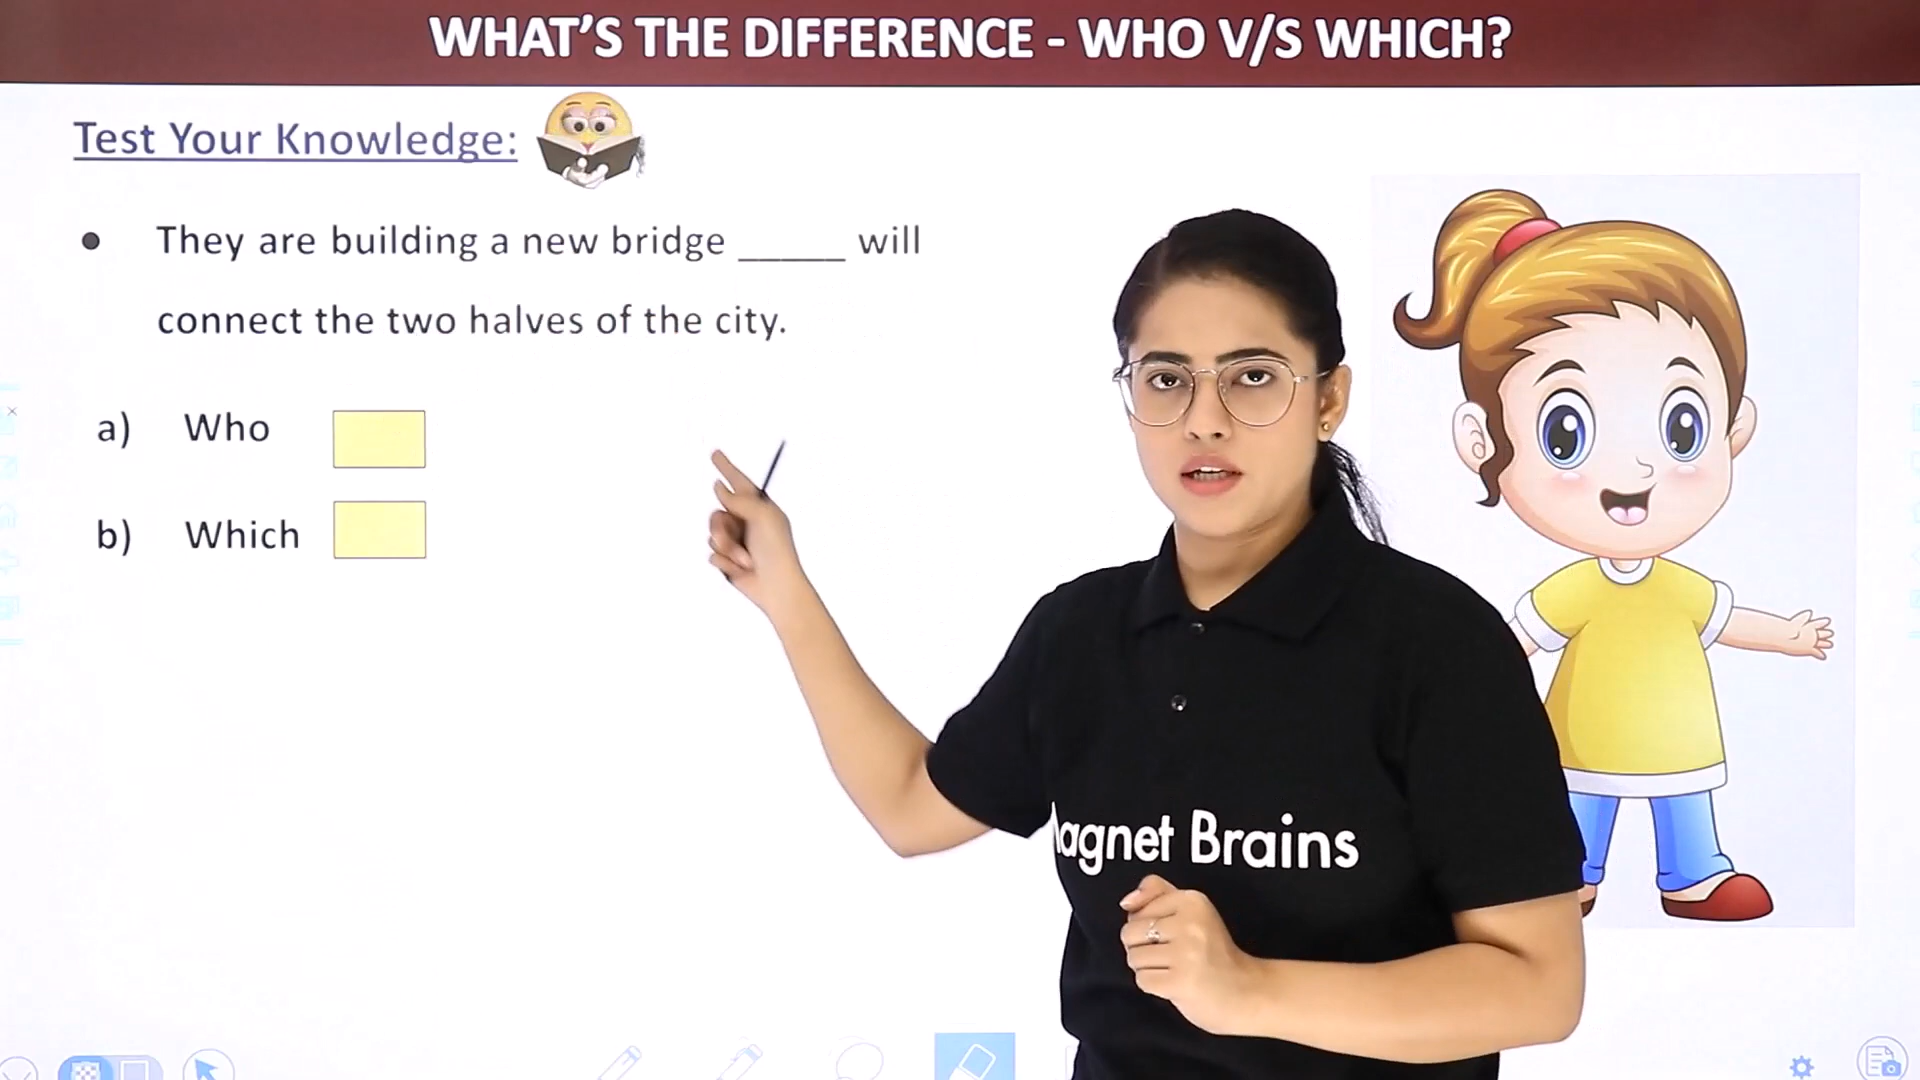 WHAT'S THE DIFFERENCE - WHO V/S WHICH?
Test Your Knowledge:
● They are building a new bridge _____ will
connect the two halves of the city.
a) Who
b) Which
agnet Brains